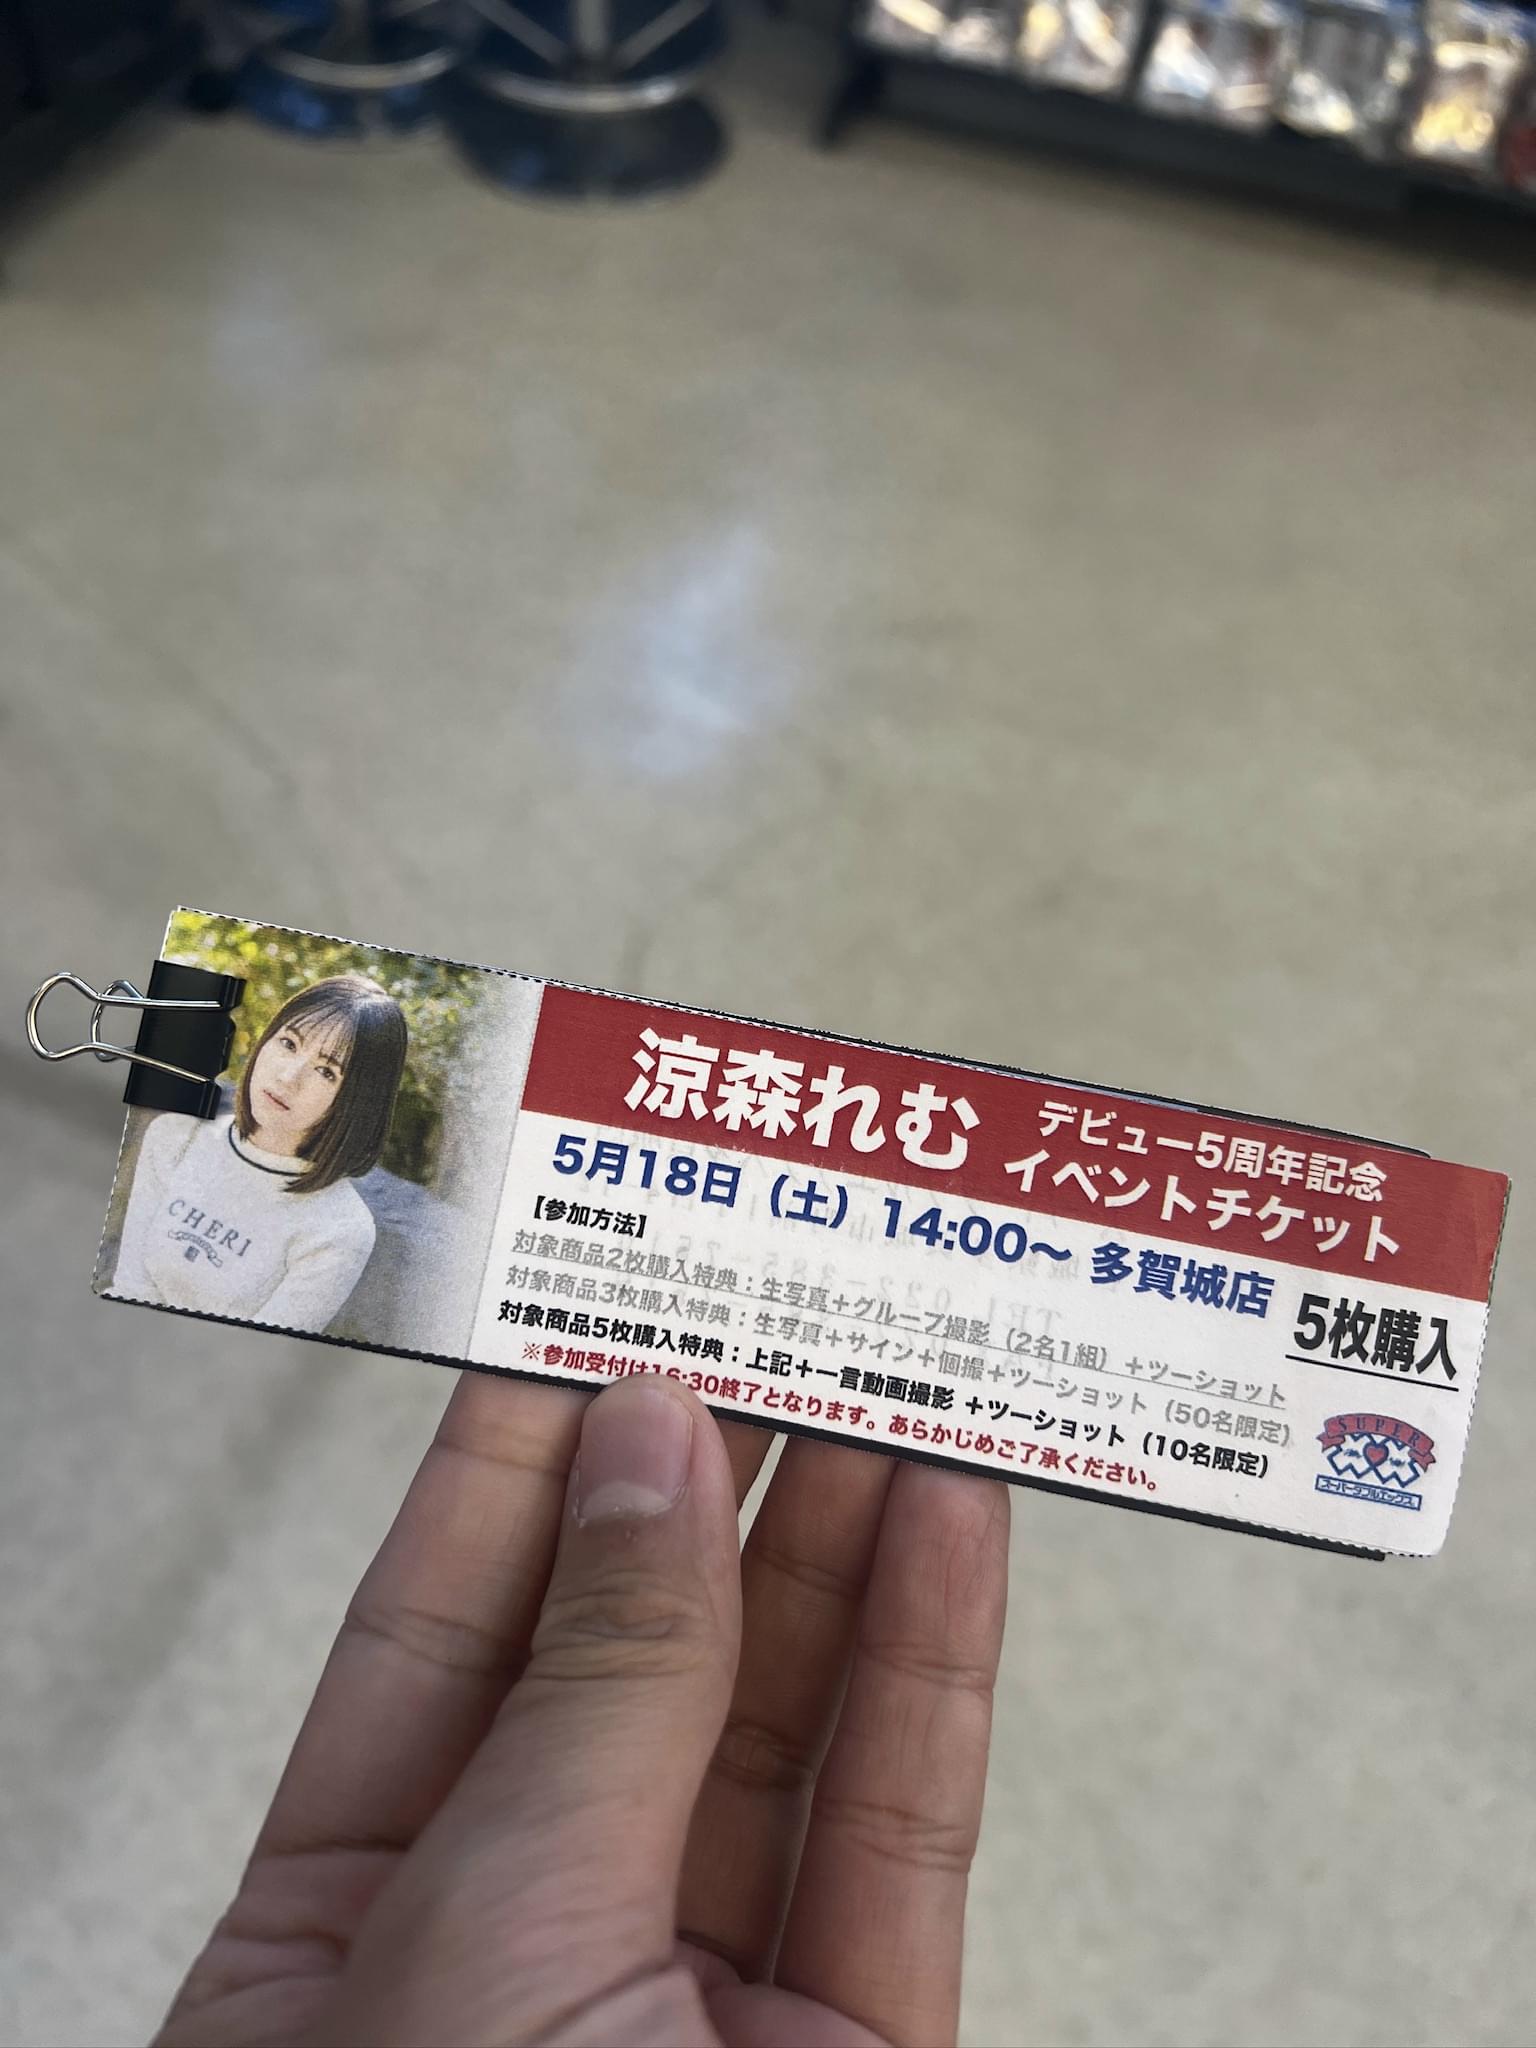 涼森れむ
デビュー5周年記念
イベントチケット
5月18日（土）14:00〜 多賀城店
【参加方法】
対象商品2枚購入特典：生写真＋グループ撮影（2名1組）＋ツーショット
対象商品3枚購入特典：生写真＋サイン＋個撮＋ツーショット（50名限定）
対象商品5枚購入特典：上記＋一言動画撮影 ＋ツーショット（10名限定）
※参加受付は16:30終了となります。あらかじめご了承ください。
5枚購入
SUPER
スーパーダブルエックス
CHERI